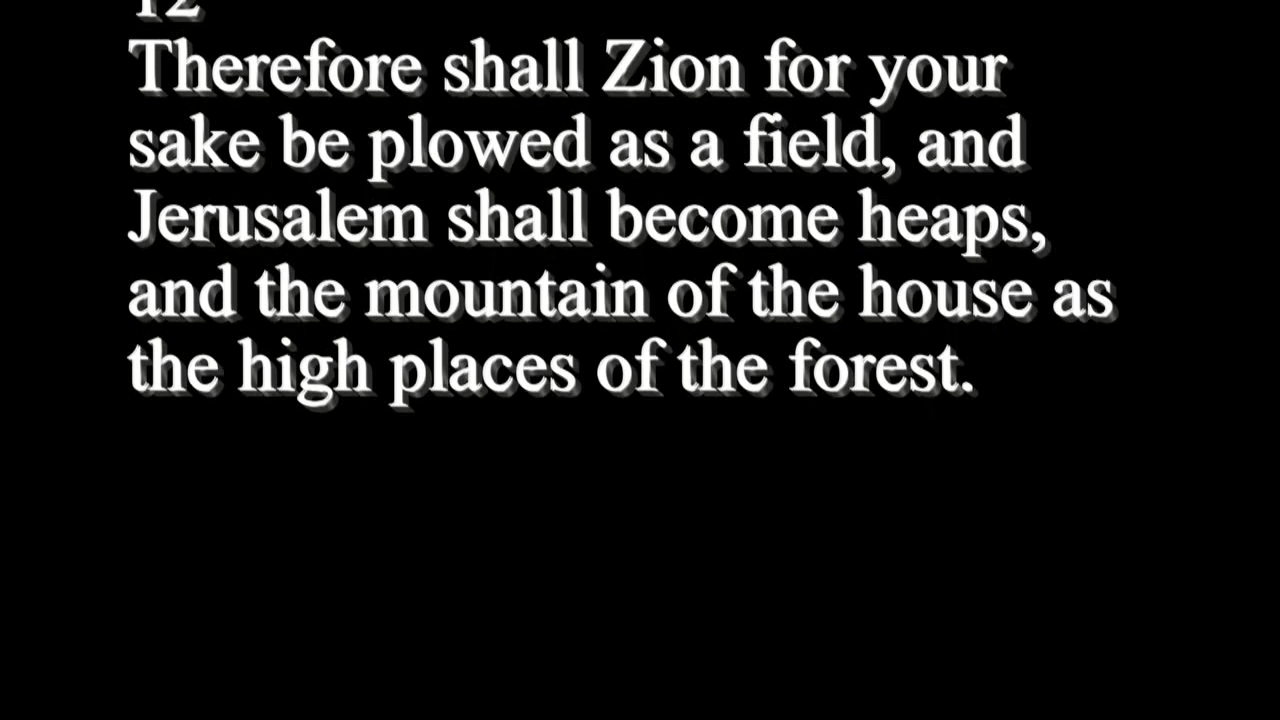 12
Therefore shall Zion for your
sake be plowed as a field, and
Jerusalem shall become heaps,
and the mountain of the house as
the high places of the forest.